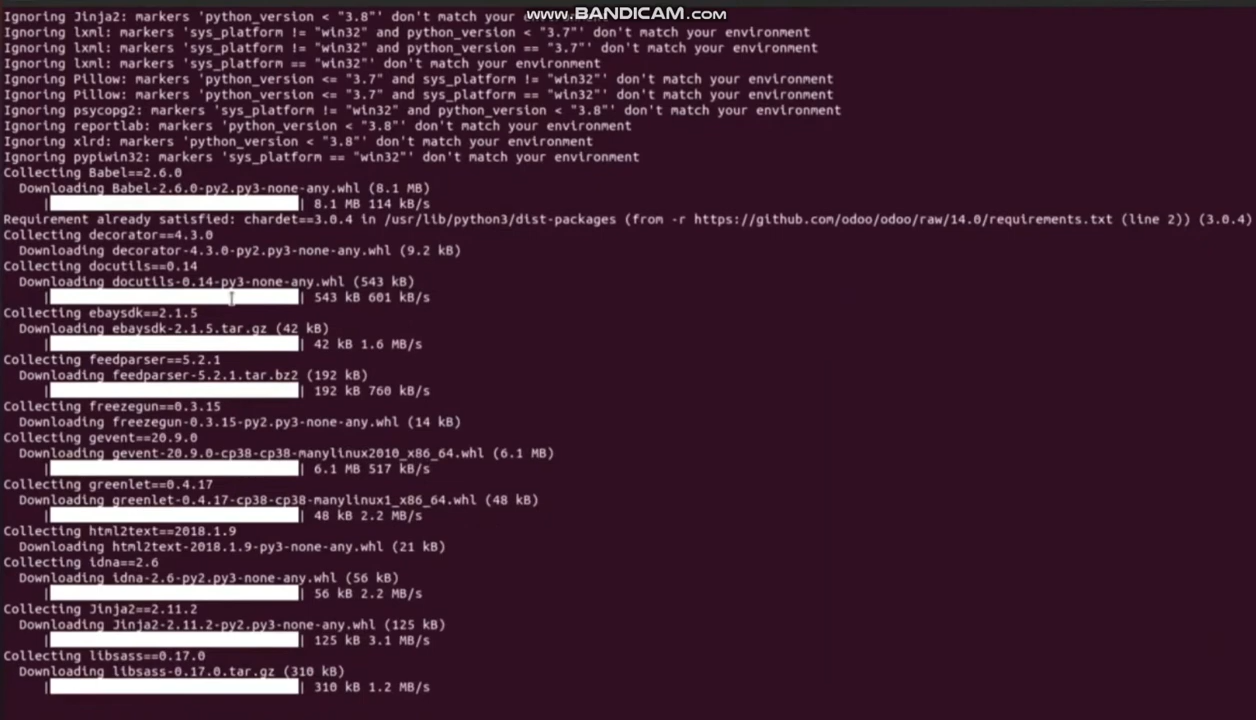 www.BANDICAM.com
Ignoring Jinja2: markers 'python_version < "3.8"' don't match your
Ignoring lxml: markers 'sys_platform != "win32" and python_version < "3.7"' don't match your environment
Ignoring lxml: markers 'sys_platform != "win32" and python_version == "3.7"' don't match your environment
Ignoring lxml: markers 'sys_platform == "win32"' don't match your environment
Ignoring Pillow: markers 'python_version <= "3.7" and sys_platform != "win32"' don't match your environment
Ignoring Pillow: markers 'python_version <= "3.7" and sys_platform == "win32"' don't match your environment
Ignoring psycopg2: markers 'sys_platform != "win32" and python_version < "3.8"' don't match your environment
Ignoring reportlab: markers 'python_version < "3.8"' don't match your environment
Ignoring xlrd: markers 'python_version < "3.8"' don't match your environment
Ignoring pypiwin32: markers 'sys_platform == "win32"' don't match your environment
Collecting Babel==2.6.0
Downloading Babel-2.6.0-py2.py3-none-any.whl (8.1 MB)
| | 8.1 MB 114 kB/s
Requirement already satisfied: chardet==3.0.4 in /usr/lib/python3/dist-packages (from -r https://github.com/odoo/odoo/raw/14.0/requirements.txt (line 2)) (3.0.4)
Collecting decorator==4.3.0
Downloading decorator-4.3.0-py2.py3-none-any.whl (9.2 kB)
Collecting docutils==0.14
Downloading docutils-0.14-py3-none-any.whl (543 kB)
| | 543 kB 601 kB/s
Collecting ebaysdk==2.1.5
Downloading ebaysdk-2.1.5.tar.gz (42 kB)
| | 42 kB 1.6 MB/s
Collecting feedparser==5.2.1
Downloading feedparser-5.2.1.tar.bz2 (192 kB)
| | 192 kB 760 kB/s
Collecting freezegun==0.3.15
Downloading freezegun-0.3.15-py2.py3-none-any.whl (14 kB)
Collecting gevent==20.9.0
Downloading gevent-20.9.0-cp38-cp38-manylinux2010_x86_64.whl (6.1 MB)
| | 6.1 MB 517 kB/s
Collecting greenlet==0.4.17
Downloading greenlet-0.4.17-cp38-cp38-manylinux1_x86_64.whl (48 kB)
| | 48 kB 2.2 MB/s
Collecting html2text==2018.1.9
Downloading html2text-2018.1.9-py3-none-any.whl (21 kB)
Collecting idna==2.6
Downloading idna-2.6-py2.py3-none-any.whl (56 kB)
| | 56 kB 2.2 MB/s
Collecting Jinja2==2.11.2
Downloading Jinja2-2.11.2-py2.py3-none-any.whl (125 kB)
| | 125 kB 3.1 MB/s
Collecting libsass==0.17.0
Downloading libsass-0.17.0.tar.gz (310 kB)
| | 310 kB 1.2 MB/s